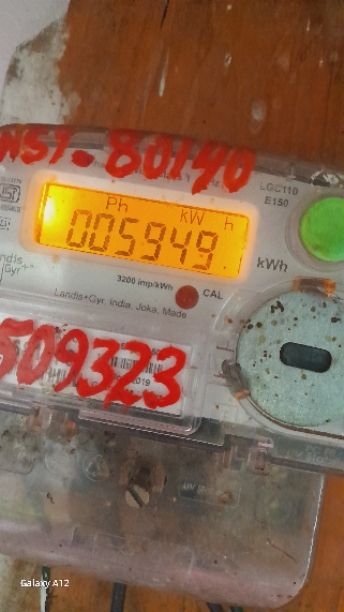 NST-80140
LGC110
E150
Ph kW h
005949
kWh
3200 imp/kWh
CAL
Landis+Gyr, India, Joka, Made
509323
2019
Galaxy A12